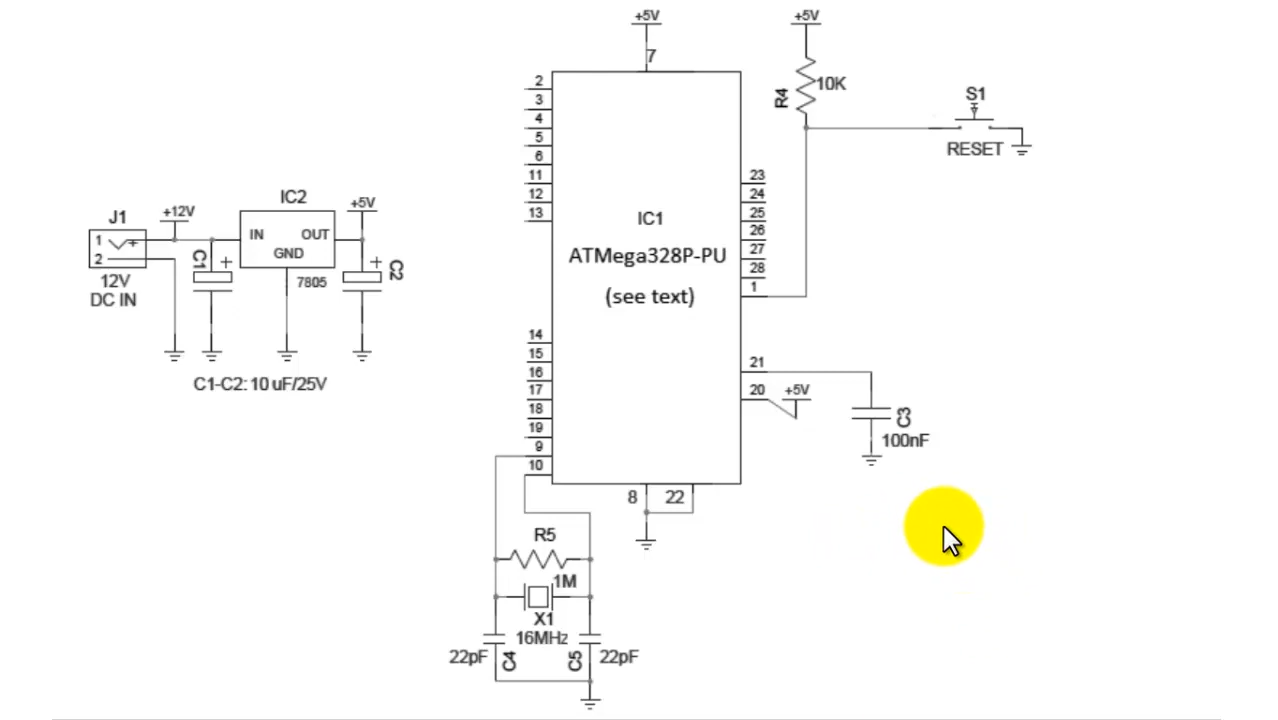 +5V
+5V
7
10K
R4
S1
RESET
2
3
4
5
6
11
12
13
23
24
25
26
27
28
1
IC1
ATMega328P-PU
(see text)
J1
1
+
2
12V
DC IN
+12V
IC2
IN
OUT
GND
7805
+5V
C1
+
+
C2
C1-C2: 10 uF/25V
14
15
16
17
18
19
9
10
21
20
+5V
C3
100nF
8
22
R5
1M
X1
16MHz
22pF
C4
C5
22pF